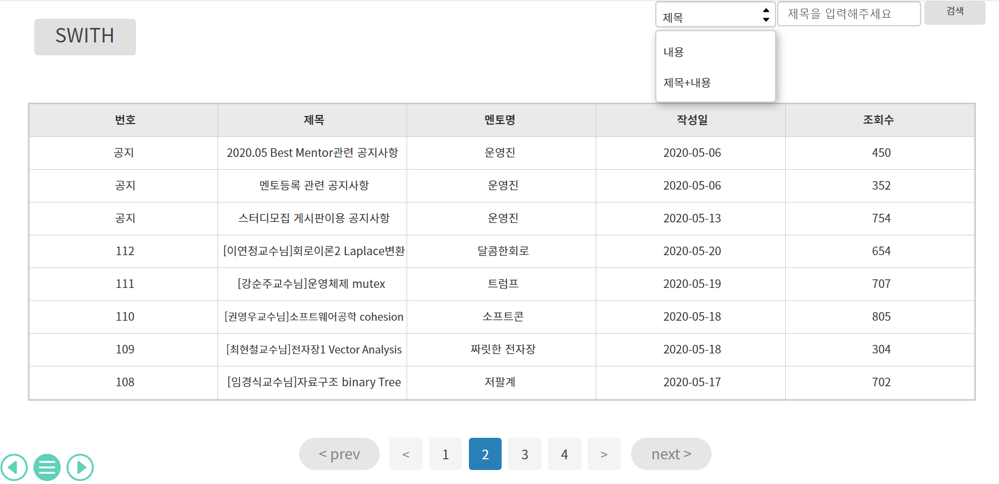 제목 제목을 입력해주세요 검색
SWITH
내용
제목+내용
번호 제목 멘토명 작성일 조회수
공지 2020.05 Best Mentor관련 공지사항 운영진 2020-05-06 450
공지 멘토등록 관련 공지사항 운영진 2020-05-06 352
공지 스터디모집 게시판이용 공지사항 운영진 2020-05-13 754
112 [이연정교수님]회로이론2 Laplace변환 달콤한회로 2020-05-20 654
111 [강순주교수님]운영체제 mutex 트럼프 2020-05-19 707
110 [권영우교수님]소프트웨어공학 cohesion 소프트콘 2020-05-18 805
109 [최현철교수님]전자장1 Vector Analysis 짜릿한 전자장 2020-05-18 304
108 [임경식교수님]자료구조 binary Tree 저팔계 2020-05-17 702
< prev < 1 2 3 4 > next >